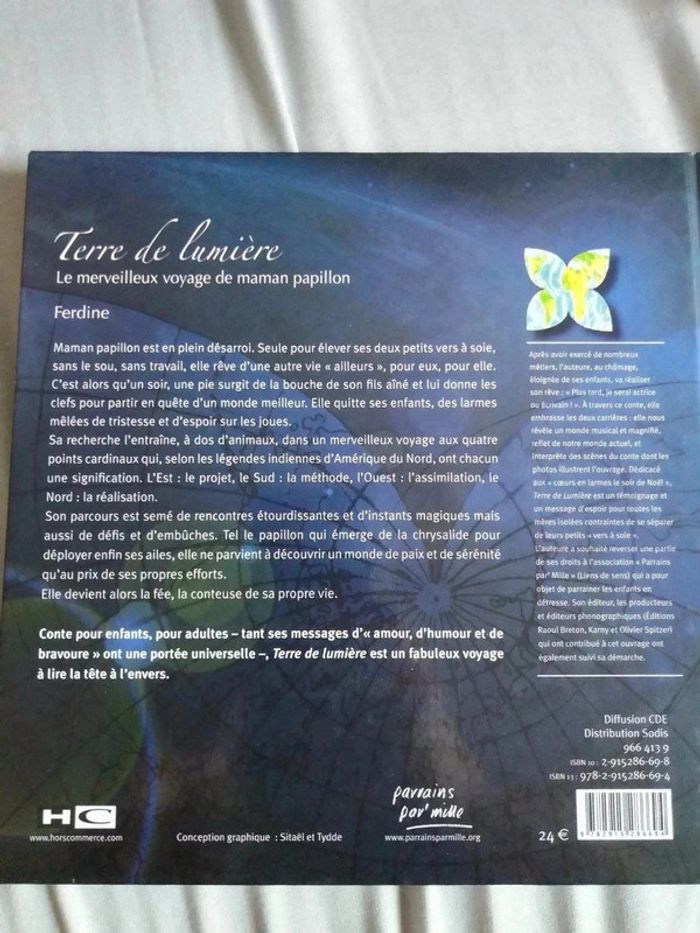 Terre de lumière
Le merveilleux voyage de maman papillon
Ferdine
Maman papillon est en plein désarroi. Seule pour élever ses deux petits vers à soie,
sans le sou, sans travail, elle rêve d'une autre vie « ailleurs », pour eux, pour elle.
C'est alors qu'un soir, une pie surgit de la bouche de son fils aîné et lui donne les
clefs pour partir en quête d'un monde meilleur. Elle quitte ses enfants, des larmes
mêlées de tristesse et d'espoir sur les joues.
Sa recherche l'entraîne, à dos d'animaux, dans un merveilleux voyage aux quatre
points cardinaux qui, selon les légendes indiennes d'Amérique du Nord, ont chacun
une signification. L'Est : le projet, le Sud : la méthode, l'Ouest : l'assimilation, le
Nord : la réalisation.
Son parcours est semé de rencontres étourdissantes et d'instants magiques mais
aussi de défis et d'embûches. Tel le papillon qui émerge de la chrysalide pour
déployer enfin ses ailes, elle ne parvient à découvrir un monde de paix et de sérénité
qu'au prix de ses propres efforts.
Elle devient alors la fée, la conteuse de sa propre vie.
Conte pour enfants, pour adultes – tant ses messages d'« amour, d'humour et de
bravoure » ont une portée universelle –, Terre de lumière est un fabuleux voyage
à lire la tête à l'envers.
Après avoir exercé de nombreux
métiers, l'auteure, au chômage,
éloignée de ses enfants, va réaliser
son rêve : « Plus tard, je serai actrice
ou écrivain ! ». À travers ce conte, elle
embrasse les deux carrières : elle nous
révèle un monde musical et magnifié,
reflet de notre monde actuel, et
interprète des scènes du conte dont les
photos illustrent l'ouvrage. Dédicacé
aux « cœurs en larmes le soir de Noël »,
Terre de Lumière est un témoignage et
un message d'espoir pour toutes les
mères isolées contraintes de se séparer
de leurs petits « vers à soie ».
L'auteure a souhaité reverser une partie
de ses droits à l'association « Parrains
par' Mille » (Liens de sens) qui a pour
objet de parrainer les enfants en
détresse. Son éditeur, les producteurs
et éditeurs phonographiques (Éditions
Raoul Breton, Karny et Olivier Spitzer)
qui ont contribué à cet ouvrage ont
également suivi sa démarche.
Diffusion CDE
Distribution Sodis
966 413 9
ISBN 10 : 2-915286-69-8
ISBN 13 : 978-2-915286-69-4
HC
www.horscommerce.com
Conception graphique : Sitaël et Tydde
parrains
par' mille
www.parrainsparmille.org
24 €
9 782915 286694